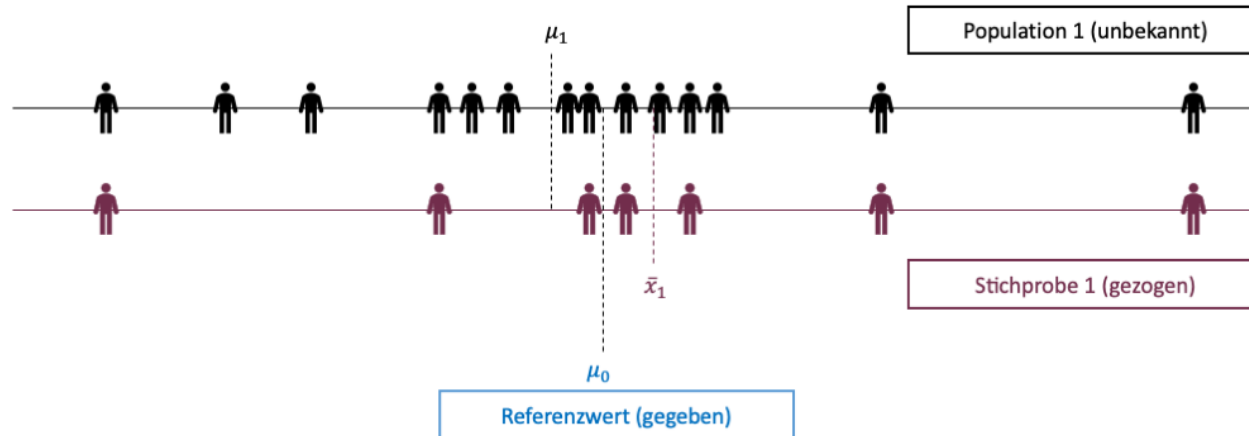 μ₁
Population 1 (unbekannt)
x̄₁
Stichprobe 1 (gezogen)
μ₀
Referenzwert (gegeben)